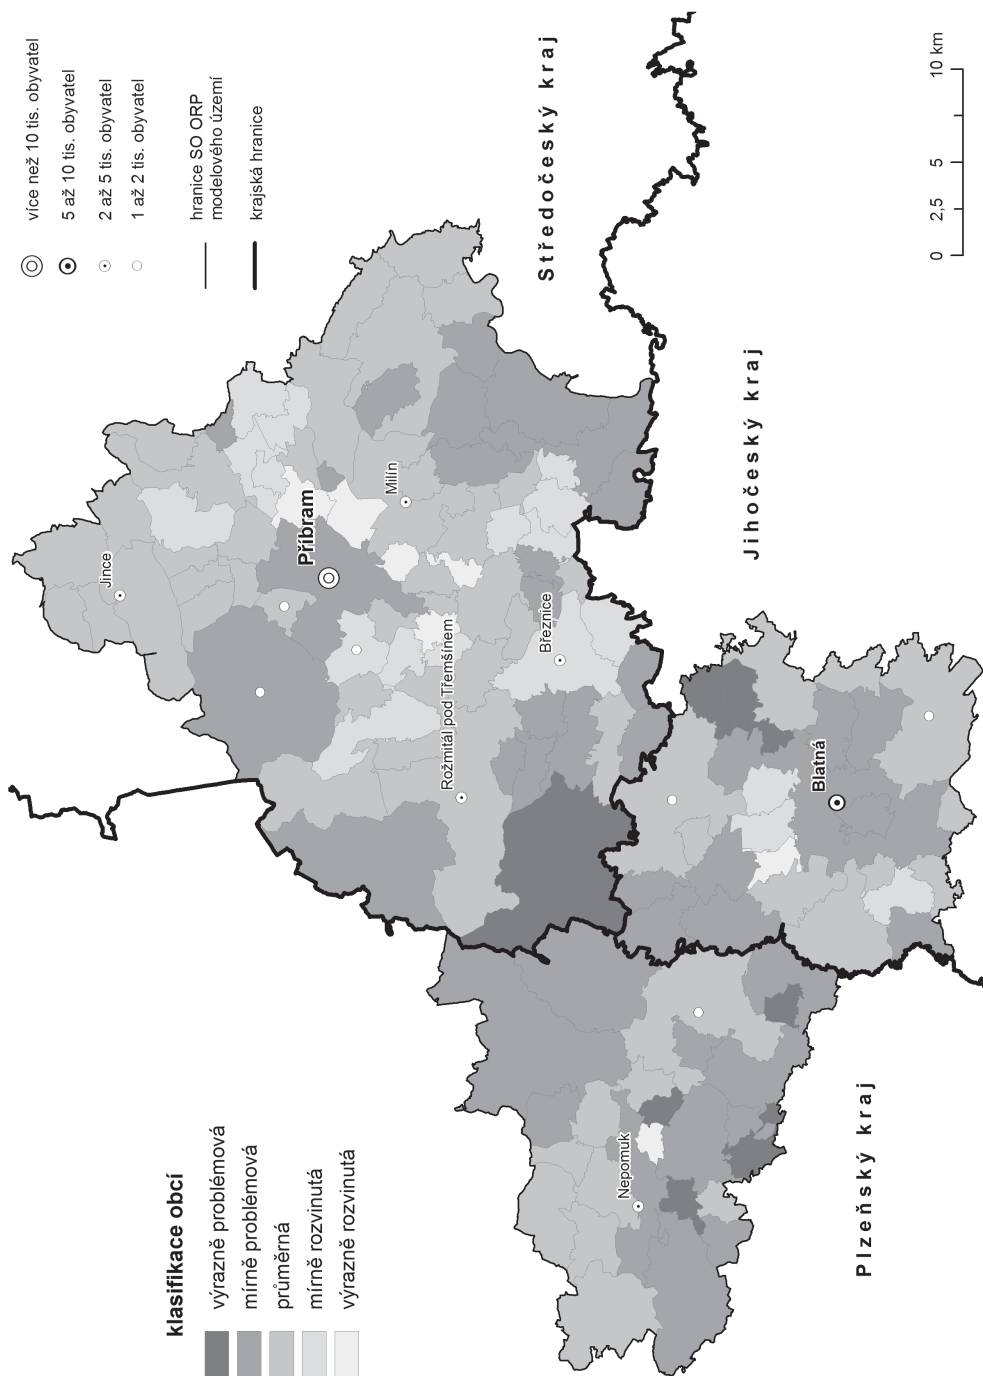 klasifikace obcí
výrazně problémová
mírně problémová
průměrná
mírně rozvinutá
výrazně rozvinutá
více než 10 tis. obyvatel
5 až 10 tis. obyvatel
2 až 5 tis. obyvatel
1 až 2 tis. obyvatel
hranice SO ORP
modelového území
krajská hranice
Jince
Příbram
Milín
Rožmitál pod Třemšínem
Březnice
Blatná
Nepomuk
Středočeský kraj
Jihočeský kraj
Plzeňský kraj
0 2,5 5 10 km